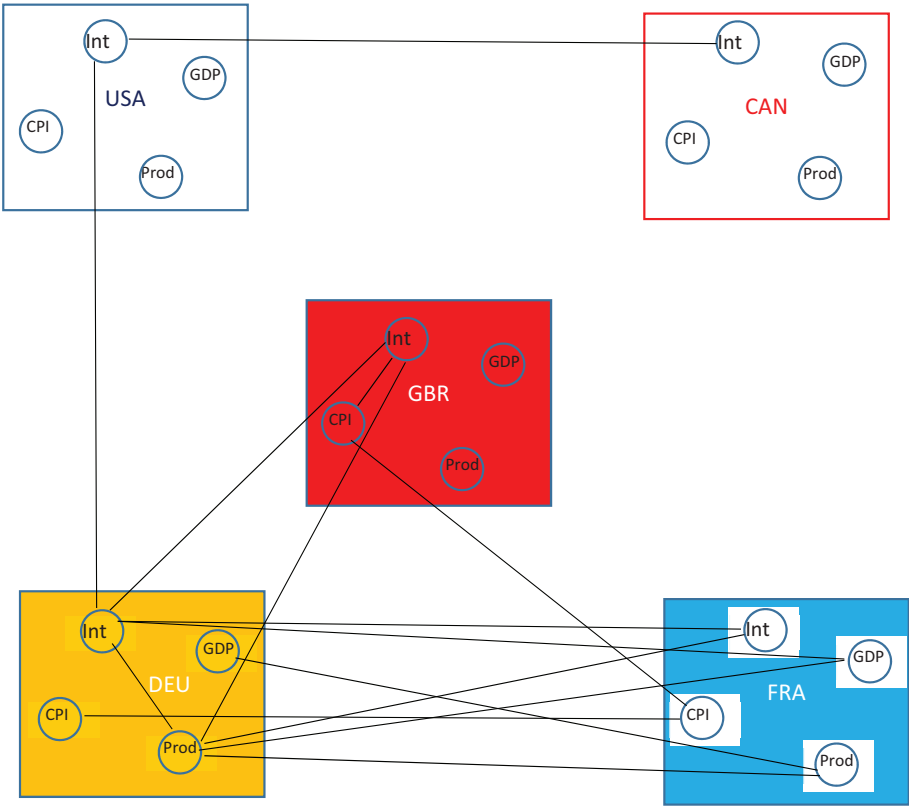 Int
GDP
USA
CPI
Prod
Int
GDP
CAN
CPI
Prod
Int
GDP
GBR
CPI
Prod
Int
GDP
DEU
CPI
Prod
Int
GDP
FRA
CPI
Prod